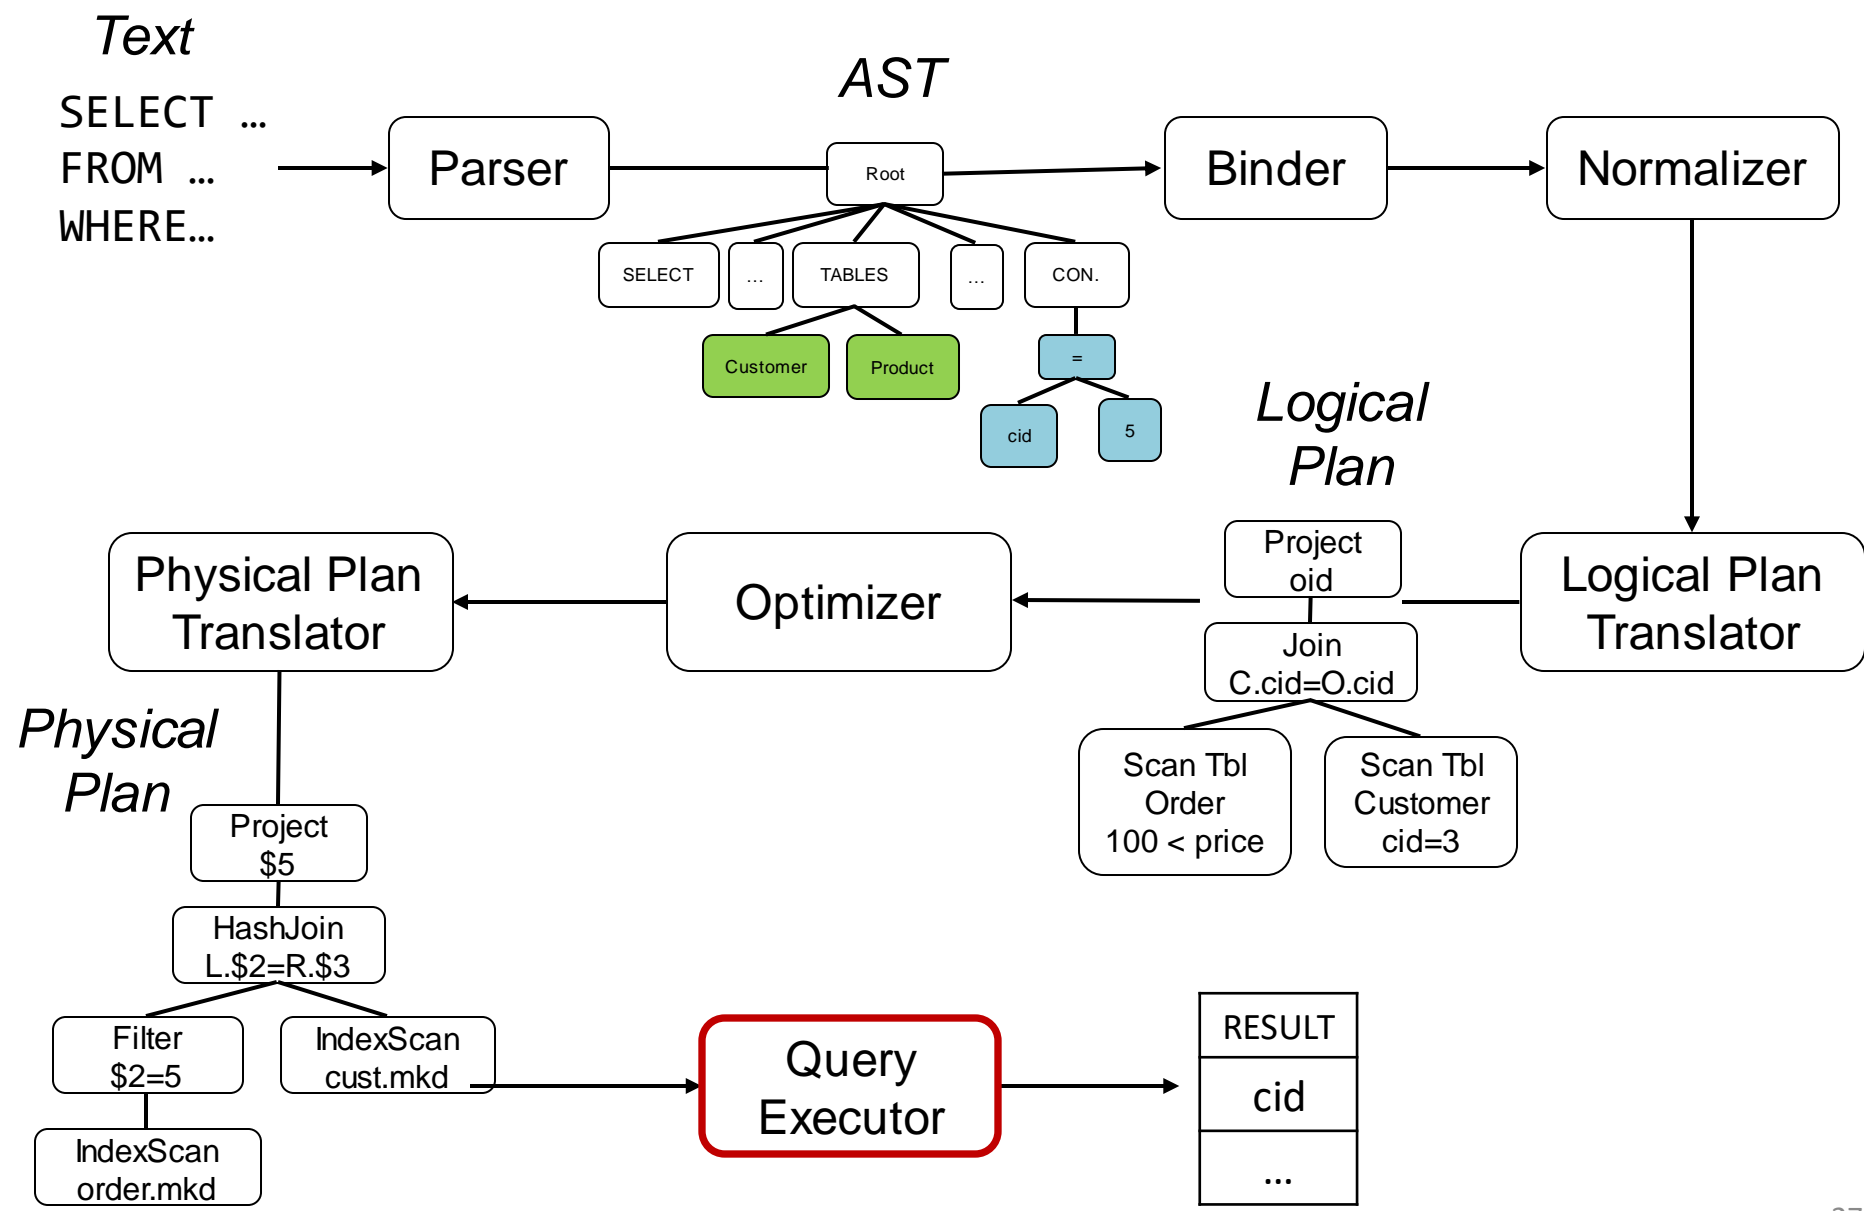 Text
SELECT …
FROM …
WHERE…
Parser
AST
Root
SELECT
...
TABLES
...
CON.
Customer
Product
=
cid
5
Binder
Normalizer
Logical Plan
Translator
Logical
Plan
Project
oid
Join
C.cid=O.cid
Scan Tbl
Order
100 < price
Scan Tbl
Customer
cid=3
Optimizer
Physical Plan
Translator
Physical
Plan
Project
$5
HashJoin
L.$2=R.$3
Filter
$2=5
IndexScan
order.mkd
IndexScan
cust.mkd
Query
Executor
RESULT
cid
...